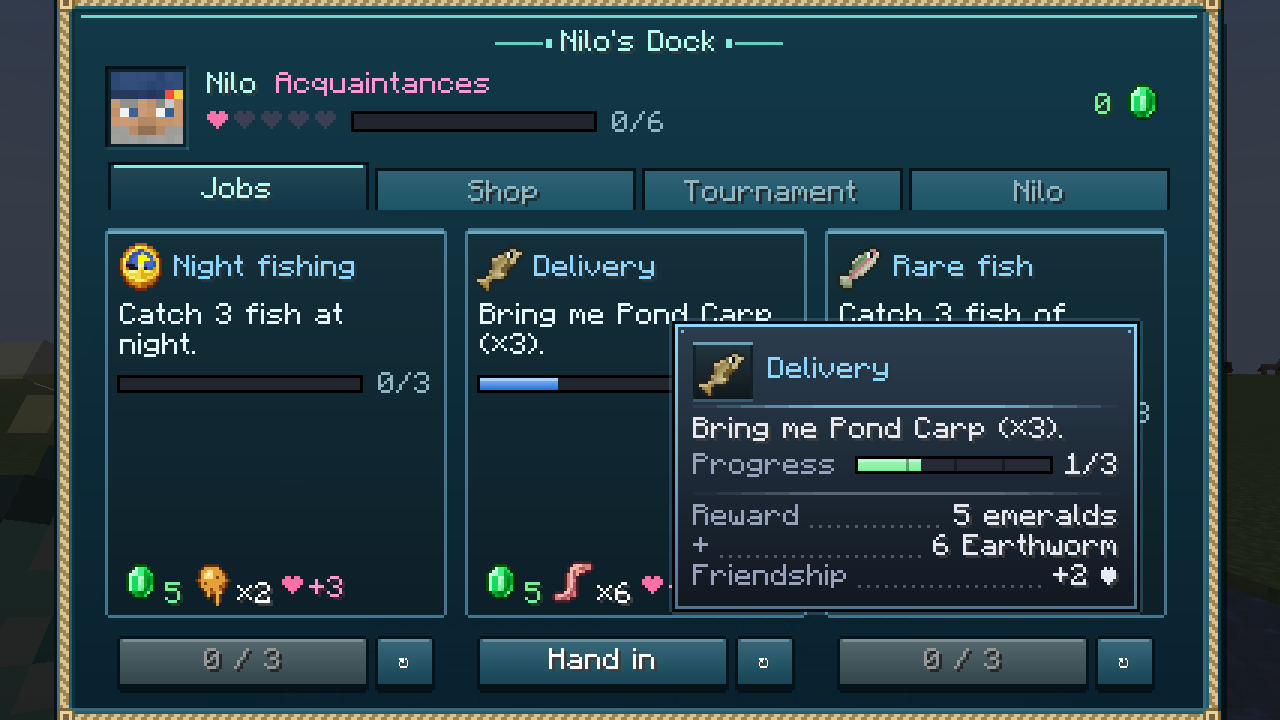 Nilo's Dock
Nilo Acquaintances
0/6
0
Jobs
Shop
Tournament
Nilo
Night fishing
Catch 3 fish at
night.
0/3
5 x2 +3
0 / 3
Delivery
Bring me Pond Carp
(x3).
5 x6
Hand in
Rare fish
Catch 3 fish of
3
0 / 3
Delivery
Bring me Pond Carp (x3).
Progress 1/3
Reward 5 emeralds
+ 6 Earthworm
Friendship +2